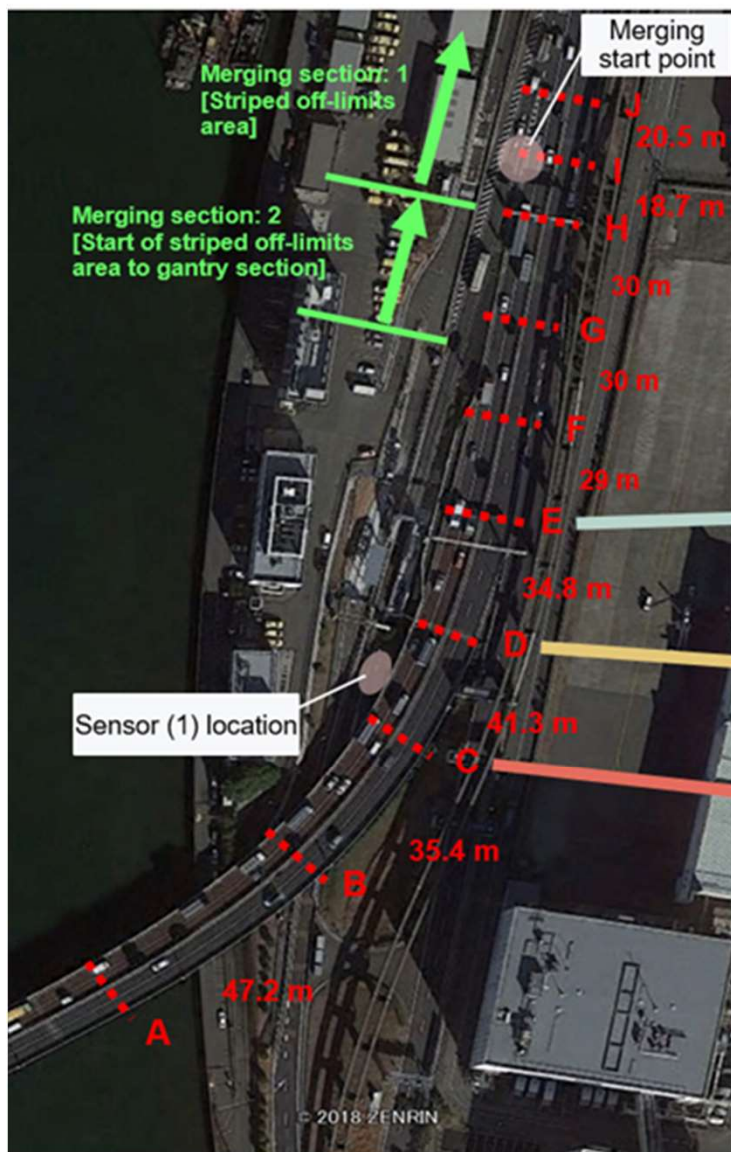 Merging
start point
Merging section: 1
[Striped off-limits
area]
J
20.5 m
I
18.7 m
Merging section: 2
[Start of striped off-limits
area to gantry section]
H
30 m
G
30 m
F
29 m
E
34.8 m
D
Sensor (1) location
41.3 m
C
35.4 m
B
47.2 m
A
© 2018 ZENRIN